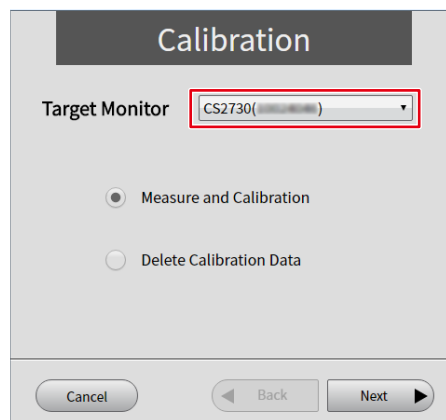 Calibration
Target Monitor CS2730( )
Measure and Calibration
Delete Calibration Data
Cancel Back Next